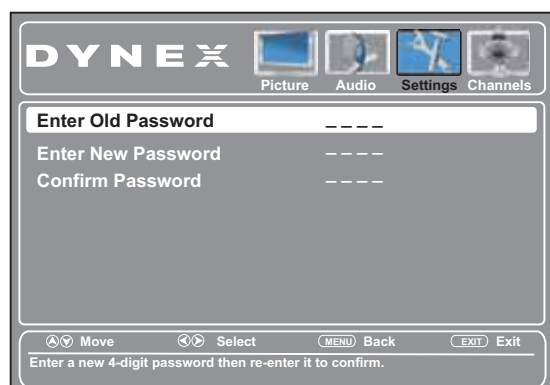 DYNEX
Picture Audio Settings Channels
Enter Old Password _ _ _ _
Enter New Password _ _ _ _
Confirm Password _ _ _ _
Move Select MENU Back EXIT Exit
Enter a new 4-digit password then re-enter it to confirm.